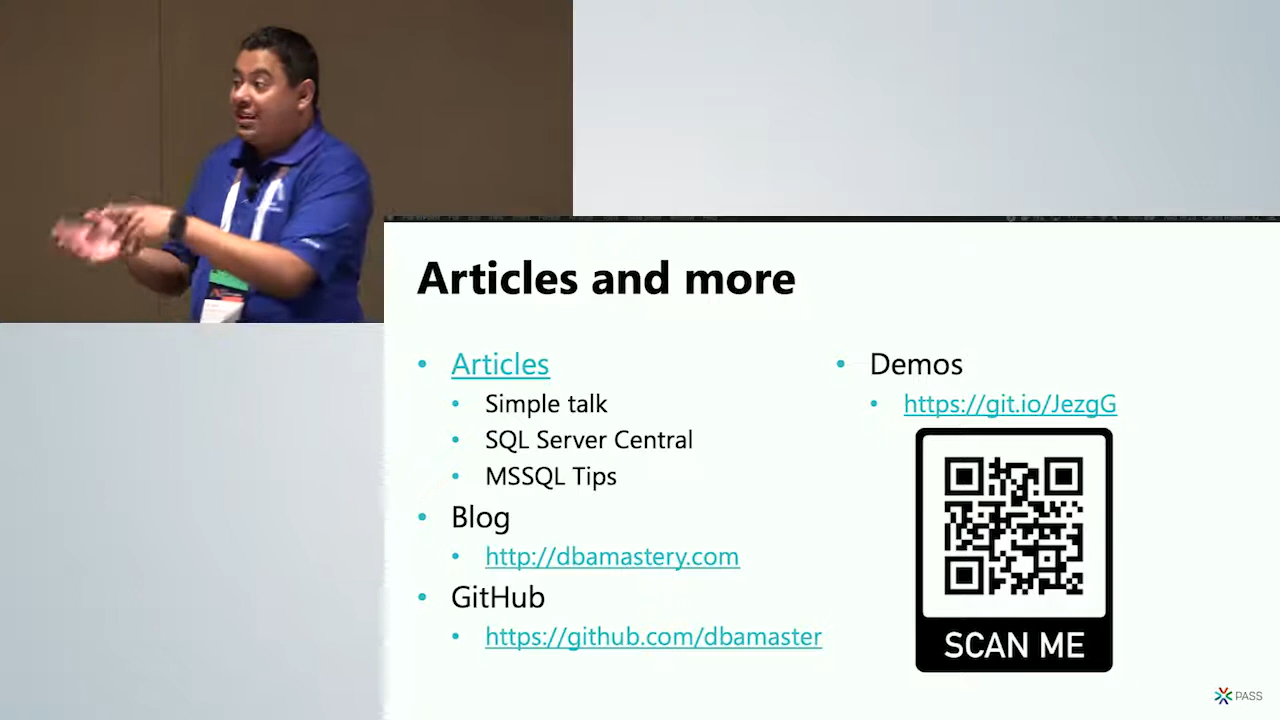 Articles and more
Articles
Simple talk
SQL Server Central
MSSQL Tips
Blog
http://dbamastery.com
GitHub
https://github.com/dbamaster
Demos
https://git.io/JezgG
SCAN ME
PASS